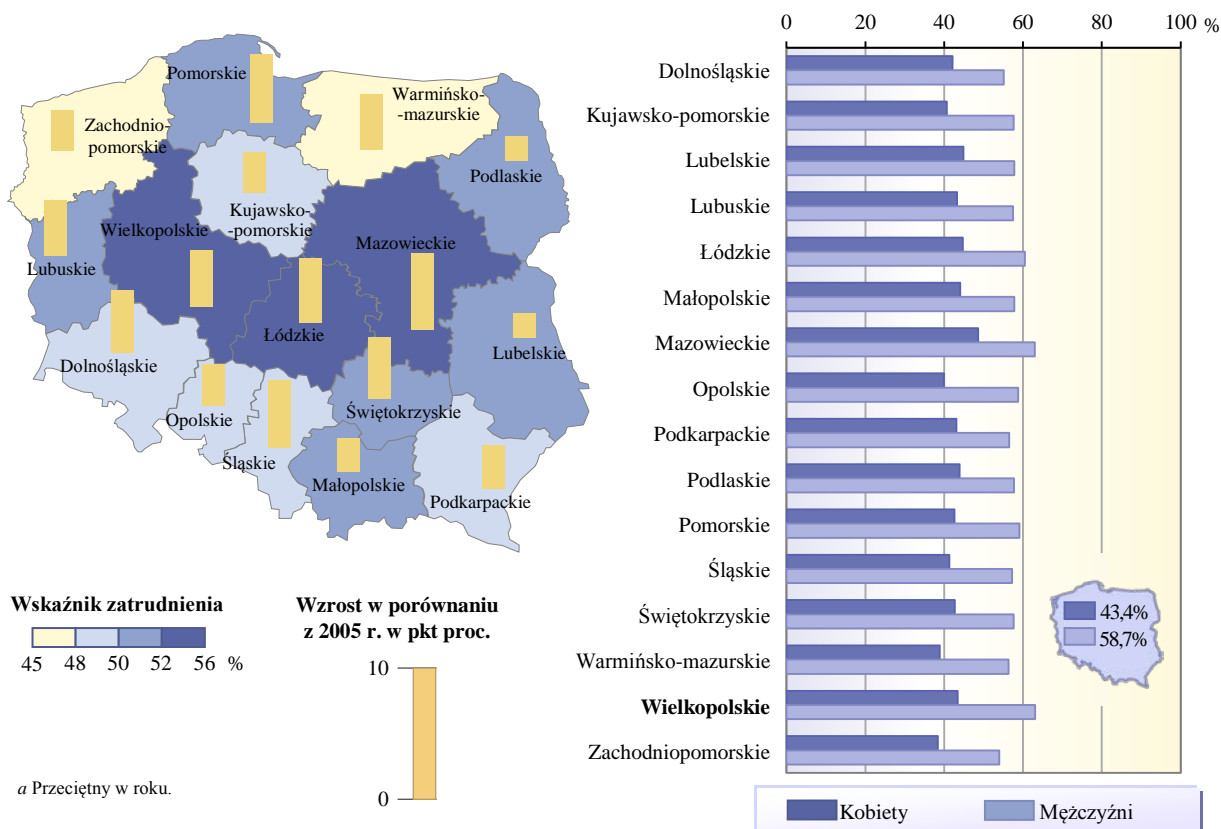 Pomorskie
Warmińsko-
-mazurskie
Zachodnio-
pomorskie
Podlaskie
Kujawsko-
-pomorskie
Wielkopolskie
Mazowieckie
Lubuskie
Łódzkie
Lubelskie
Dolnośląskie
Opolskie
Świętokrzyskie
Śląskie
Małopolskie
Podkarpackie
Wskaźnik zatrudnienia
45 48 50 52 56 %
Wzrost w porównaniu
z 2005 r. w pkt proc.
10
0
a Przeciętny w roku.
0 20 40 60 80 100 %
Dolnośląskie
Kujawsko-pomorskie
Lubelskie
Lubuskie
Łódzkie
Małopolskie
Mazowieckie
Opolskie
Podkarpackie
Podlaskie
Pomorskie
Śląskie
Świętokrzyskie
Warmińsko-mazurskie
Wielkopolskie
Zachodniopomorskie
43,4%
58,7%
Kobiety Mężczyźni